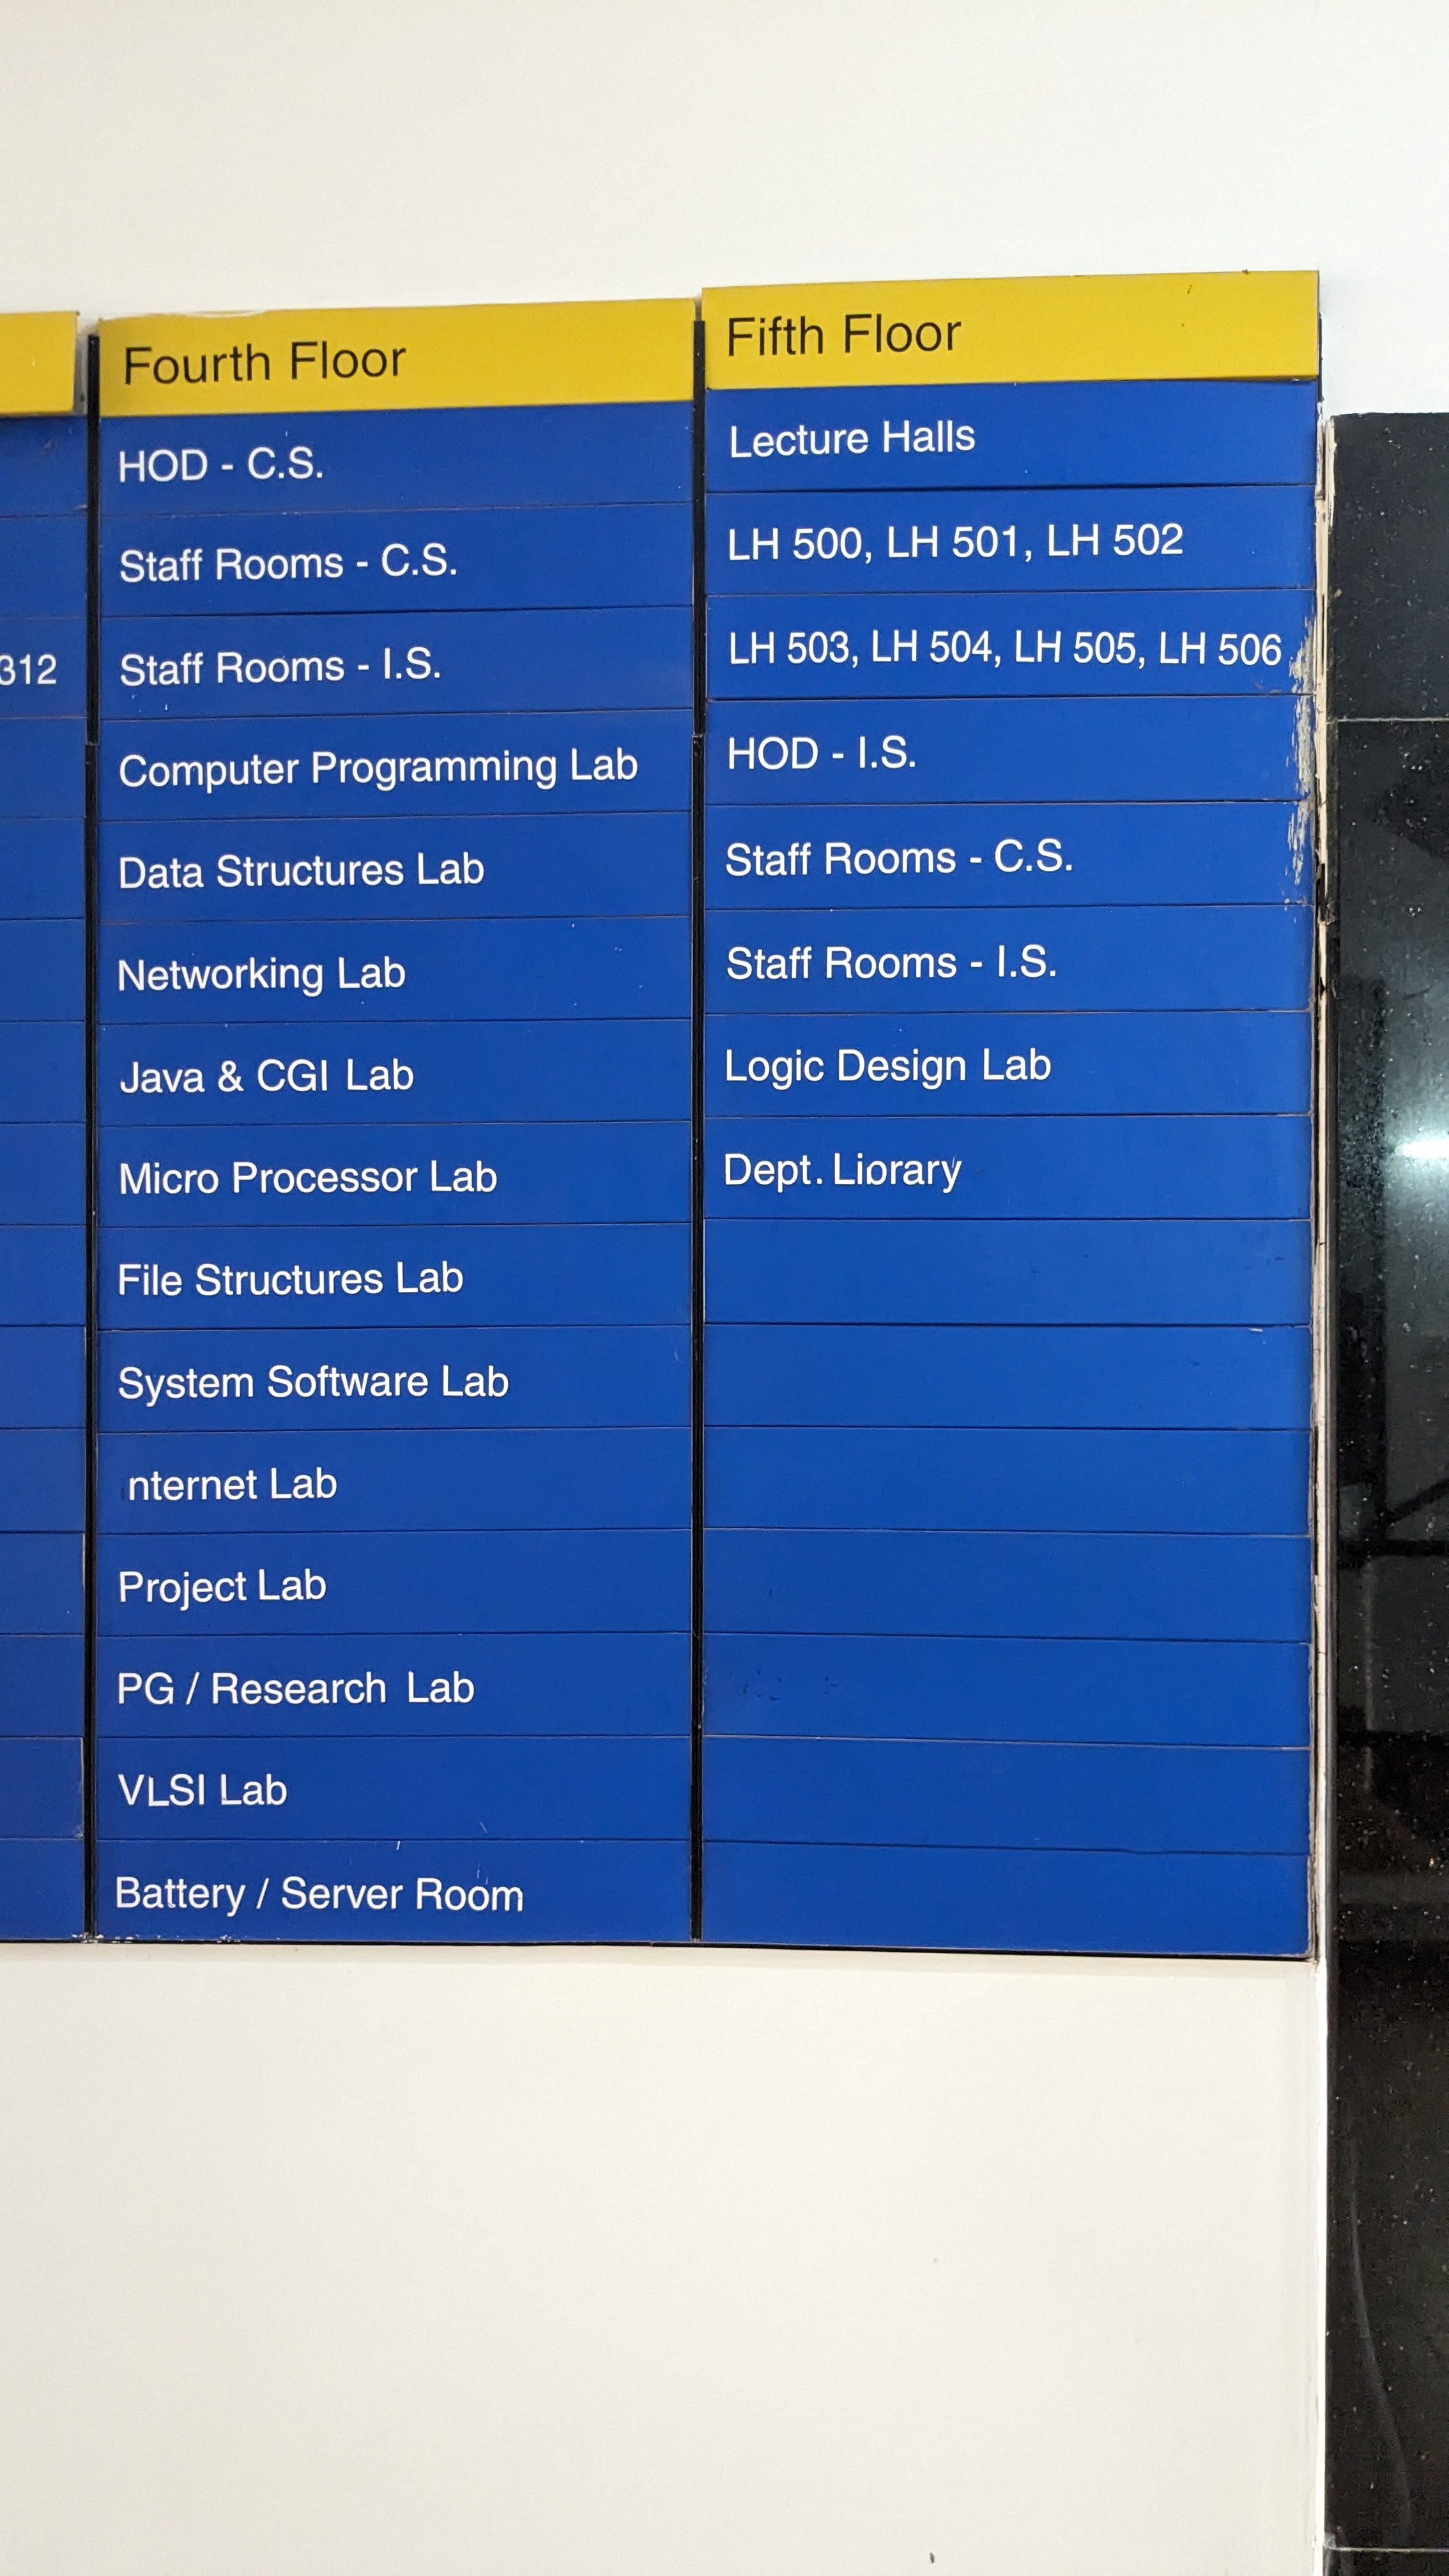 312
Fourth Floor
HOD - C.S.
Staff Rooms - C.S.
Staff Rooms - I.S.
Computer Programming Lab
Data Structures Lab
Networking Lab
Java & CGI Lab
Micro Processor Lab
File Structures Lab
System Software Lab
nternet Lab
Project Lab
PG / Research Lab
VLSI Lab
Battery / Server Room
Fifth Floor
Lecture Halls
LH 500, LH 501, LH 502
LH 503, LH 504, LH 505, LH 506
HOD - I.S.
Staff Rooms - C.S.
Staff Rooms - I.S.
Logic Design Lab
Dept. Library